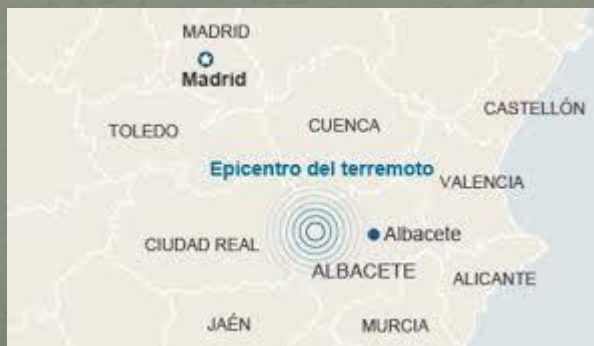 MADRID
Madrid
CASTELLÓN
TOLEDO
CUENCA
Epicentro del terremoto
VALENCIA
Albacete
CIUDAD REAL
ALBACETE
ALICANTE
JAÉN
MURCIA